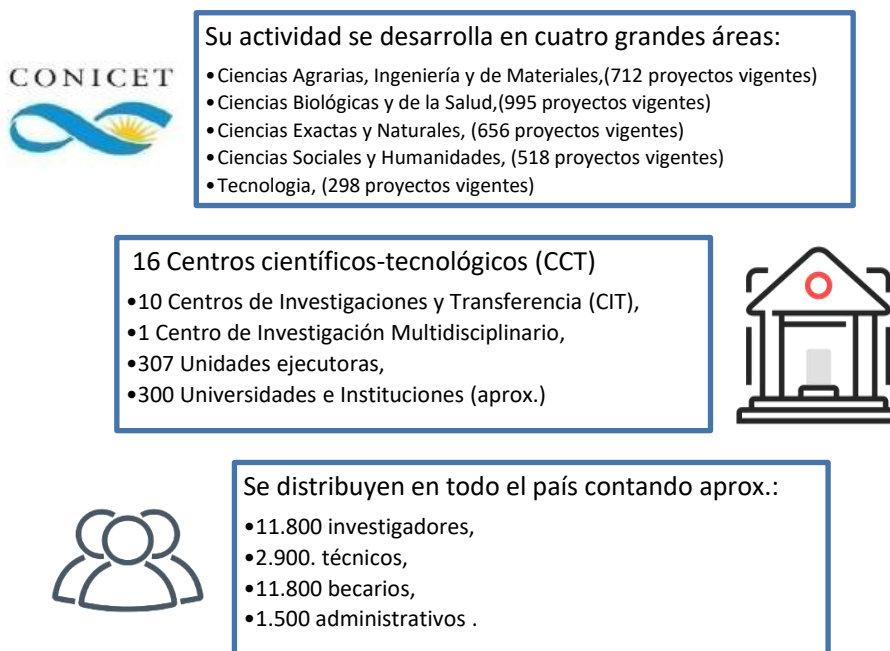 CONICET
Su actividad se desarrolla en cuatro grandes áreas:
•Ciencias Agrarias, Ingeniería y de Materiales,(712 proyectos vigentes)
•Ciencias Biológicas y de la Salud,(995 proyectos vigentes)
•Ciencias Exactas y Naturales, (656 proyectos vigentes)
•Ciencias Sociales y Humanidades, (518 proyectos vigentes)
•Tecnologia, (298 proyectos vigentes)
16 Centros científicos-tecnológicos (CCT)
•10 Centros de Investigaciones y Transferencia (CIT),
•1 Centro de Investigación Multidisciplinario,
•307 Unidades ejecutoras,
•300 Universidades e Instituciones (aprox.)
Se distribuyen en todo el país contando aprox.:
•11.800 investigadores,
•2.900. técnicos,
•11.800 becarios,
•1.500 administrativos .